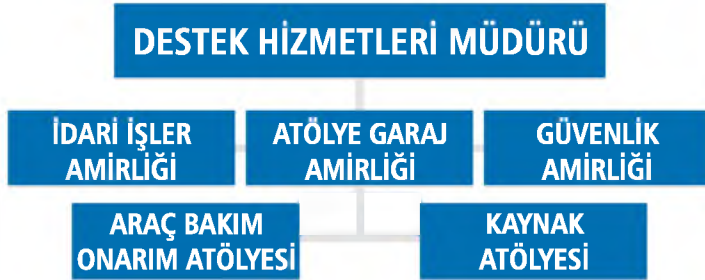 DESTEK HİZMETLERİ MÜDÜRÜ
İDARİ İŞLER
AMİRLİĞİ
ATÖLYE GARAJ
AMİRLİĞİ
GÜVENLİK
AMİRLİĞİ
ARAÇ BAKIM
ONARIM ATÖLYESİ
KAYNAK
ATÖLYESİ